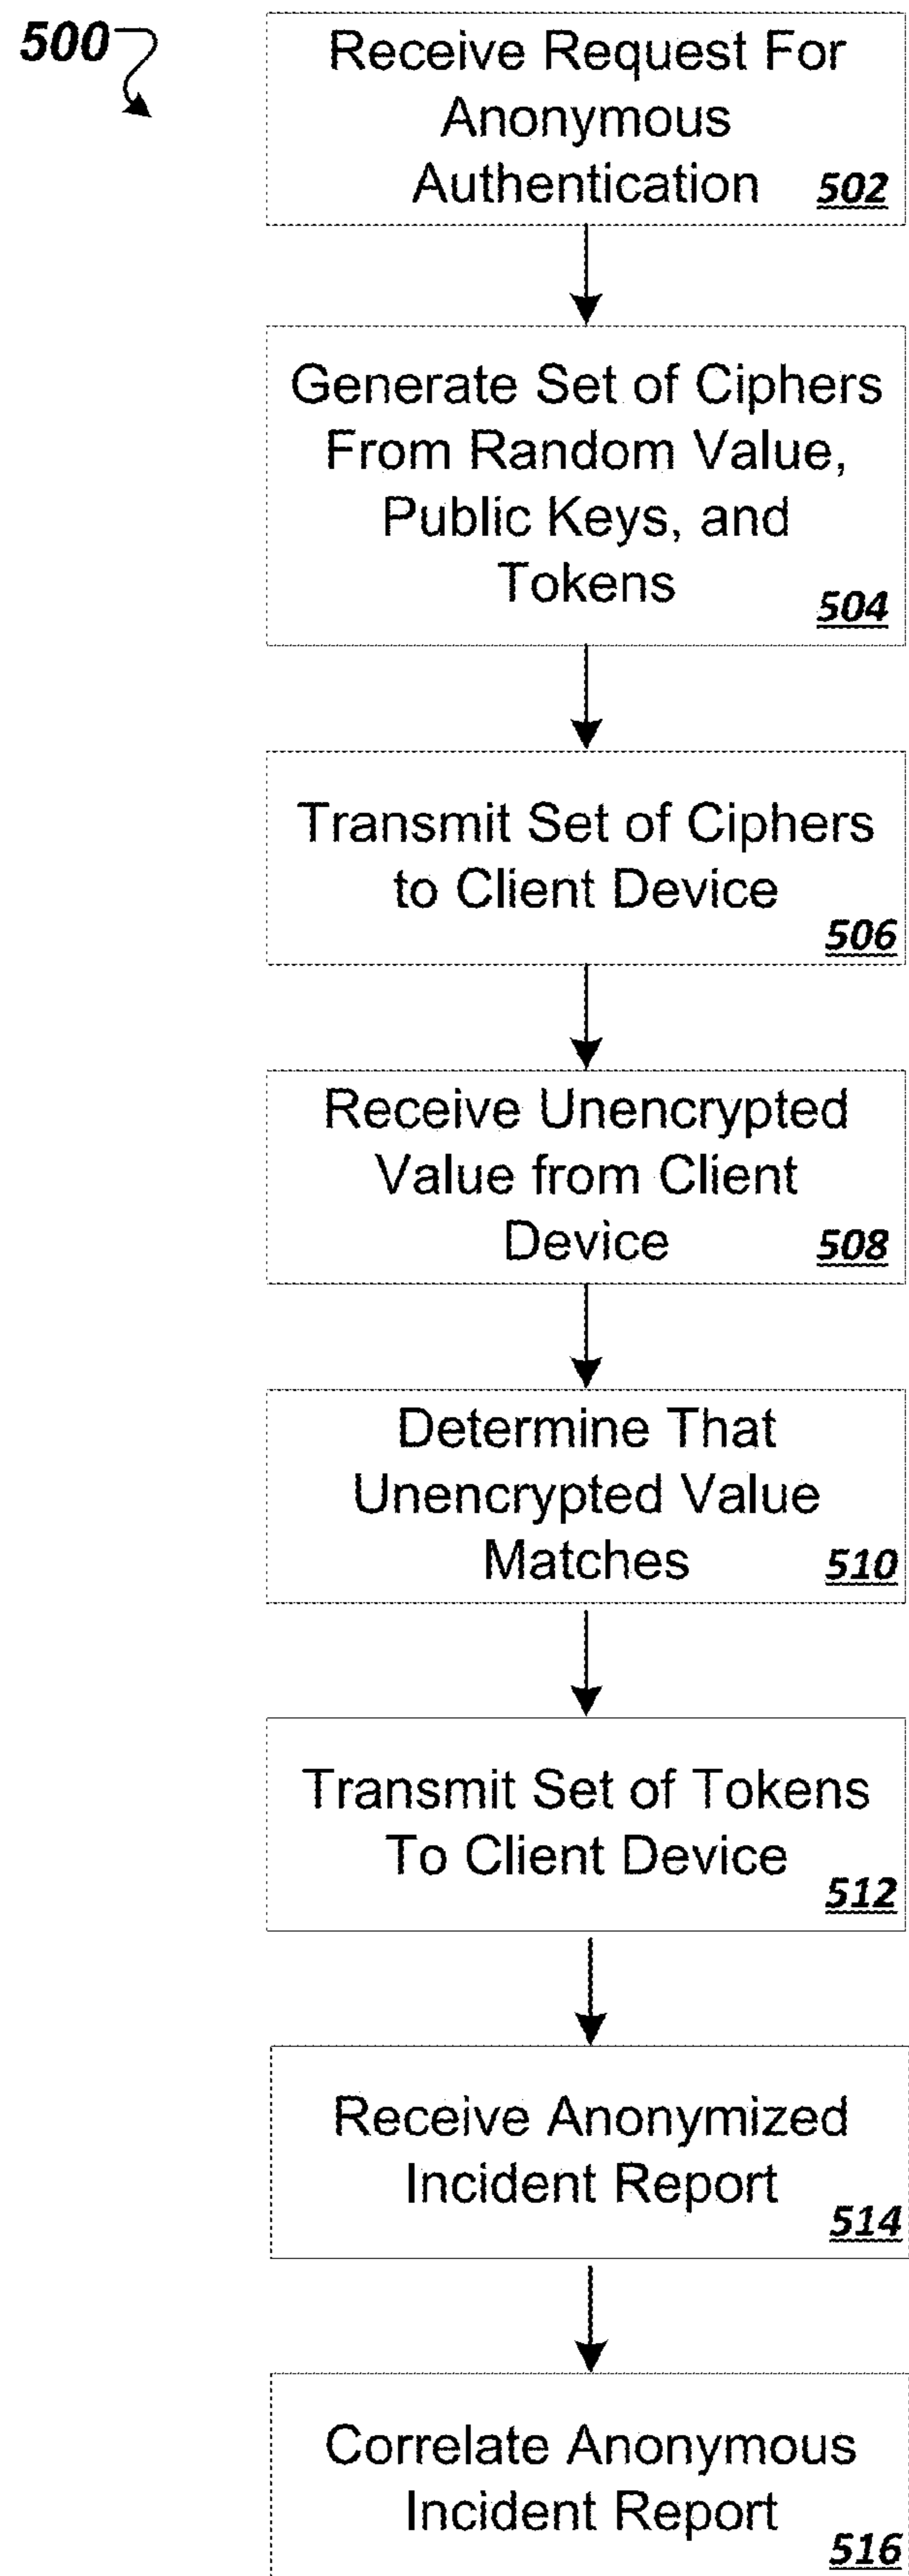 500
Receive Request For
Anonymous
Authentication 502
Generate Set of Ciphers
From Random Value,
Public Keys, and
Tokens
504
Transmit Set of Ciphers
to Client Device
506
Receive Unencrypted
Value from Client
Device 508
Determine That
Unencrypted Value
Matches 510
Transmit Set of Tokens
To Client Device
512
Receive Anonymized
Incident Report
514
Correlate Anonymous
Incident Report
516